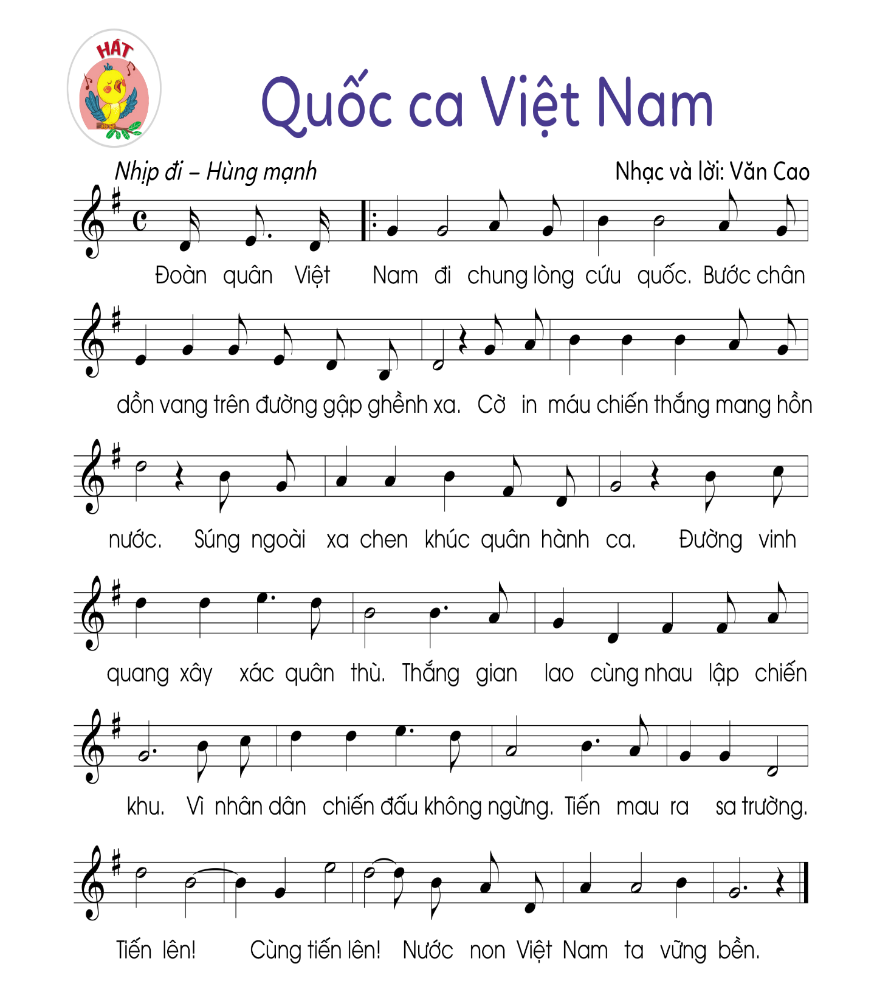 HÁT
Quốc ca Việt Nam
Nhịp đi – Hùng mạnh
Nhạc và lời: Văn Cao
Đoàn quân Việt Nam đi chung lòng cứu quốc. Bước chân
dồn vang trên đường gập ghềnh xa. Cờ in máu chiến thắng mang hồn
nước. Súng ngoài xa chen khúc quân hành ca. Đường vinh
quang xây xác quân thù. Thắng gian lao cùng nhau lập chiến
khu. Vì nhân dân chiến đấu không ngừng. Tiến mau ra sa trường.
Tiến lên! Cùng tiến lên! Nước non Việt Nam ta vững bền.